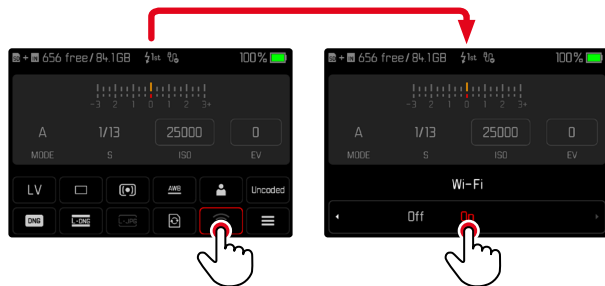 + 656 free / 84.1GB 1st 100%
-3 2 1 0 1 2 3+
A 1/13 25000 0
MODE S ISO EV
LV AWB Uncoded
DNG L-DNG L-JPG
+ 656 free / 84.1GB 1st 100%
-3 2 1 0 1 2 3+
A 1/13 25000 0
MODE S ISO EV
Wi-Fi
Off On